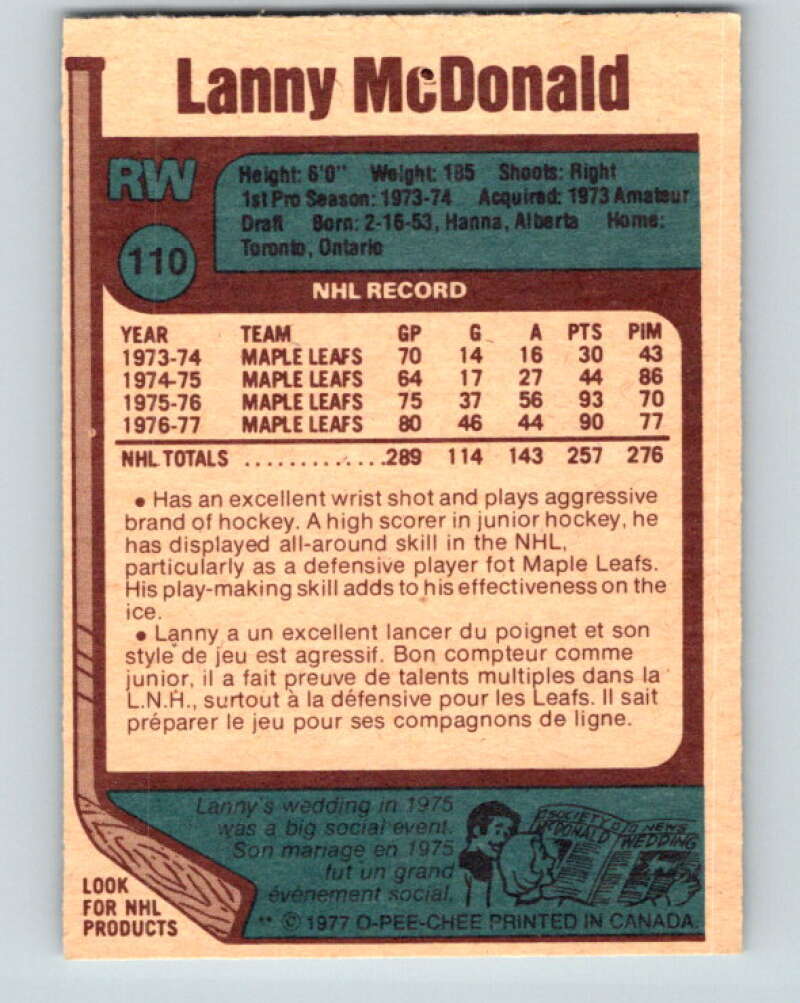 Lanny McDonald
RW
Height: 6'0" Weight: 185 Shoots: Right
1st Pro Season: 1973-74 Acquired: 1973 Amateur
Draft Born: 2-16-53, Hanna, Alberta Home:
Toronto, Ontario
110
NHL RECORD
YEAR TEAM GP G A PTS PIM
1973-74 MAPLE LEAFS 70 14 16 30 43
1974-75 MAPLE LEAFS 64 17 27 44 86
1975-76 MAPLE LEAFS 75 37 56 93 70
1976-77 MAPLE LEAFS 80 46 44 90 77
NHL TOTALS .............289 114 143 257 276
• Has an excellent wrist shot and plays aggressive
brand of hockey. A high scorer in junior hockey, he
has displayed all-around skill in the NHL,
particularly as a defensive player fot Maple Leafs.
His play-making skill adds to his effectiveness on the
ice.
• Lanny a un excellent lancer du poignet et son
style de jeu est agressif. Bon compteur comme
junior, il a fait preuve de talents multiples dans la
L.N.H., surtout à la défensive pour les Leafs. Il sait
préparer le jeu pour ses compagnons de ligne.
Lanny's wedding in 1975
was a big social event.
Son mariage en 1975
fut un grand
événement social.
SOCIETY NEWS
McDONALD WEDDING
LOOK
FOR NHL
PRODUCTS
** © 1977 O-PEE-CHEE PRINTED IN CANADA